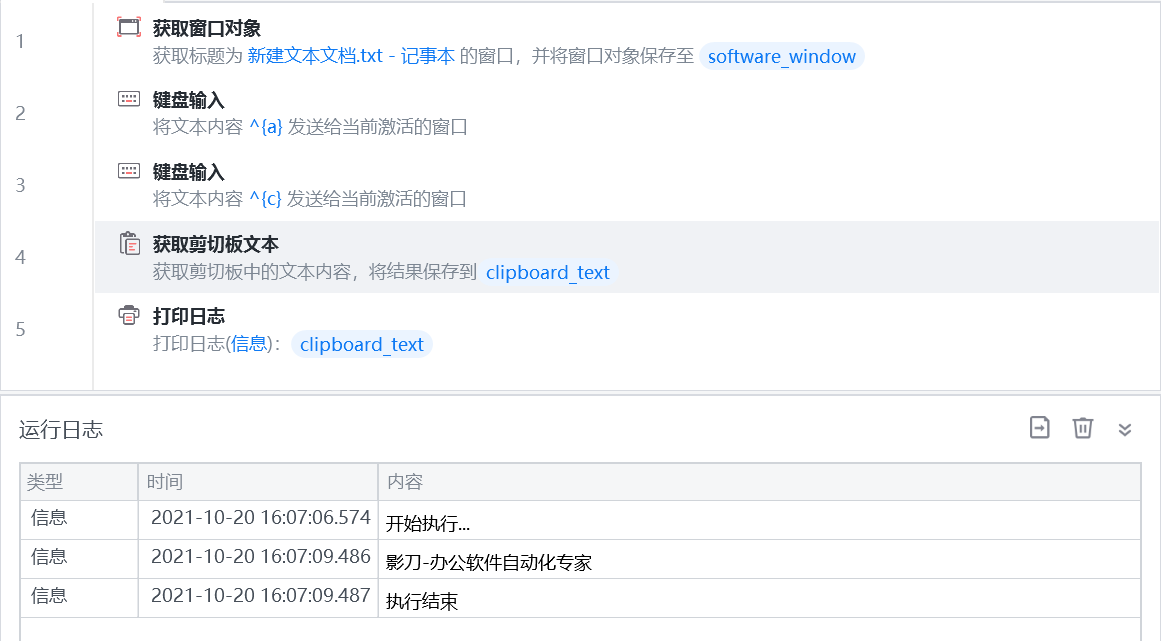 1
获取窗口对象
获取标题为 新建文本文档.txt - 记事本 的窗口，并将窗口对象保存至 software_window
2
键盘输入
将文本内容 ^{a} 发送给当前激活的窗口
3
键盘输入
将文本内容 ^{c} 发送给当前激活的窗口
4
获取剪切板文本
获取剪切板中的文本内容，将结果保存到 clipboard_text
5
打印日志
打印日志(信息)： clipboard_text
运行日志
类型 时间 内容
信息 2021-10-20 16:07:06.574 开始执行...
信息 2021-10-20 16:07:09.486 影刀-办公软件自动化专家
信息 2021-10-20 16:07:09.487 执行结束